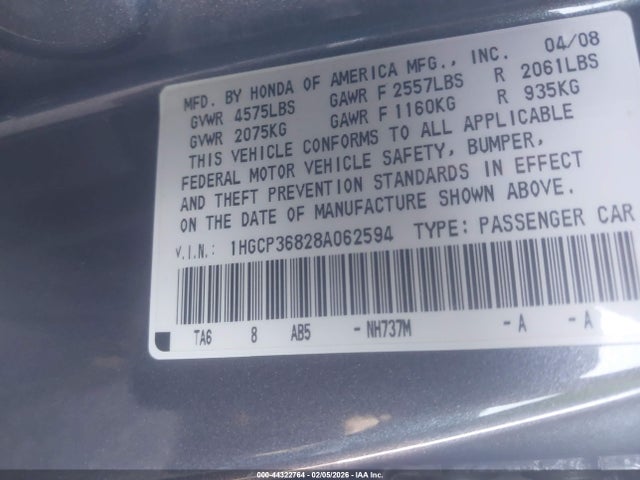 MFD. BY HONDA OF AMERICA MFG., INC. 04/08
GVWR 4575LBS GAWR F 2557LBS R 2061LBS
GVWR 2075KG GAWR F 1160KG R 935KG
THIS VEHICLE CONFORMS TO ALL APPLICABLE
FEDERAL MOTOR VEHICLE SAFETY, BUMPER,
AND THEFT PREVENTION STANDARDS IN EFFECT
ON THE DATE OF MANUFACTURE SHOWN ABOVE.
V.I.N.: 1HGCP36828A062594 TYPE: PASSENGER CAR
TA6 8 AB5 -NH737M -A -A
000-44322764 - 02/05/2026 - IAA Inc.